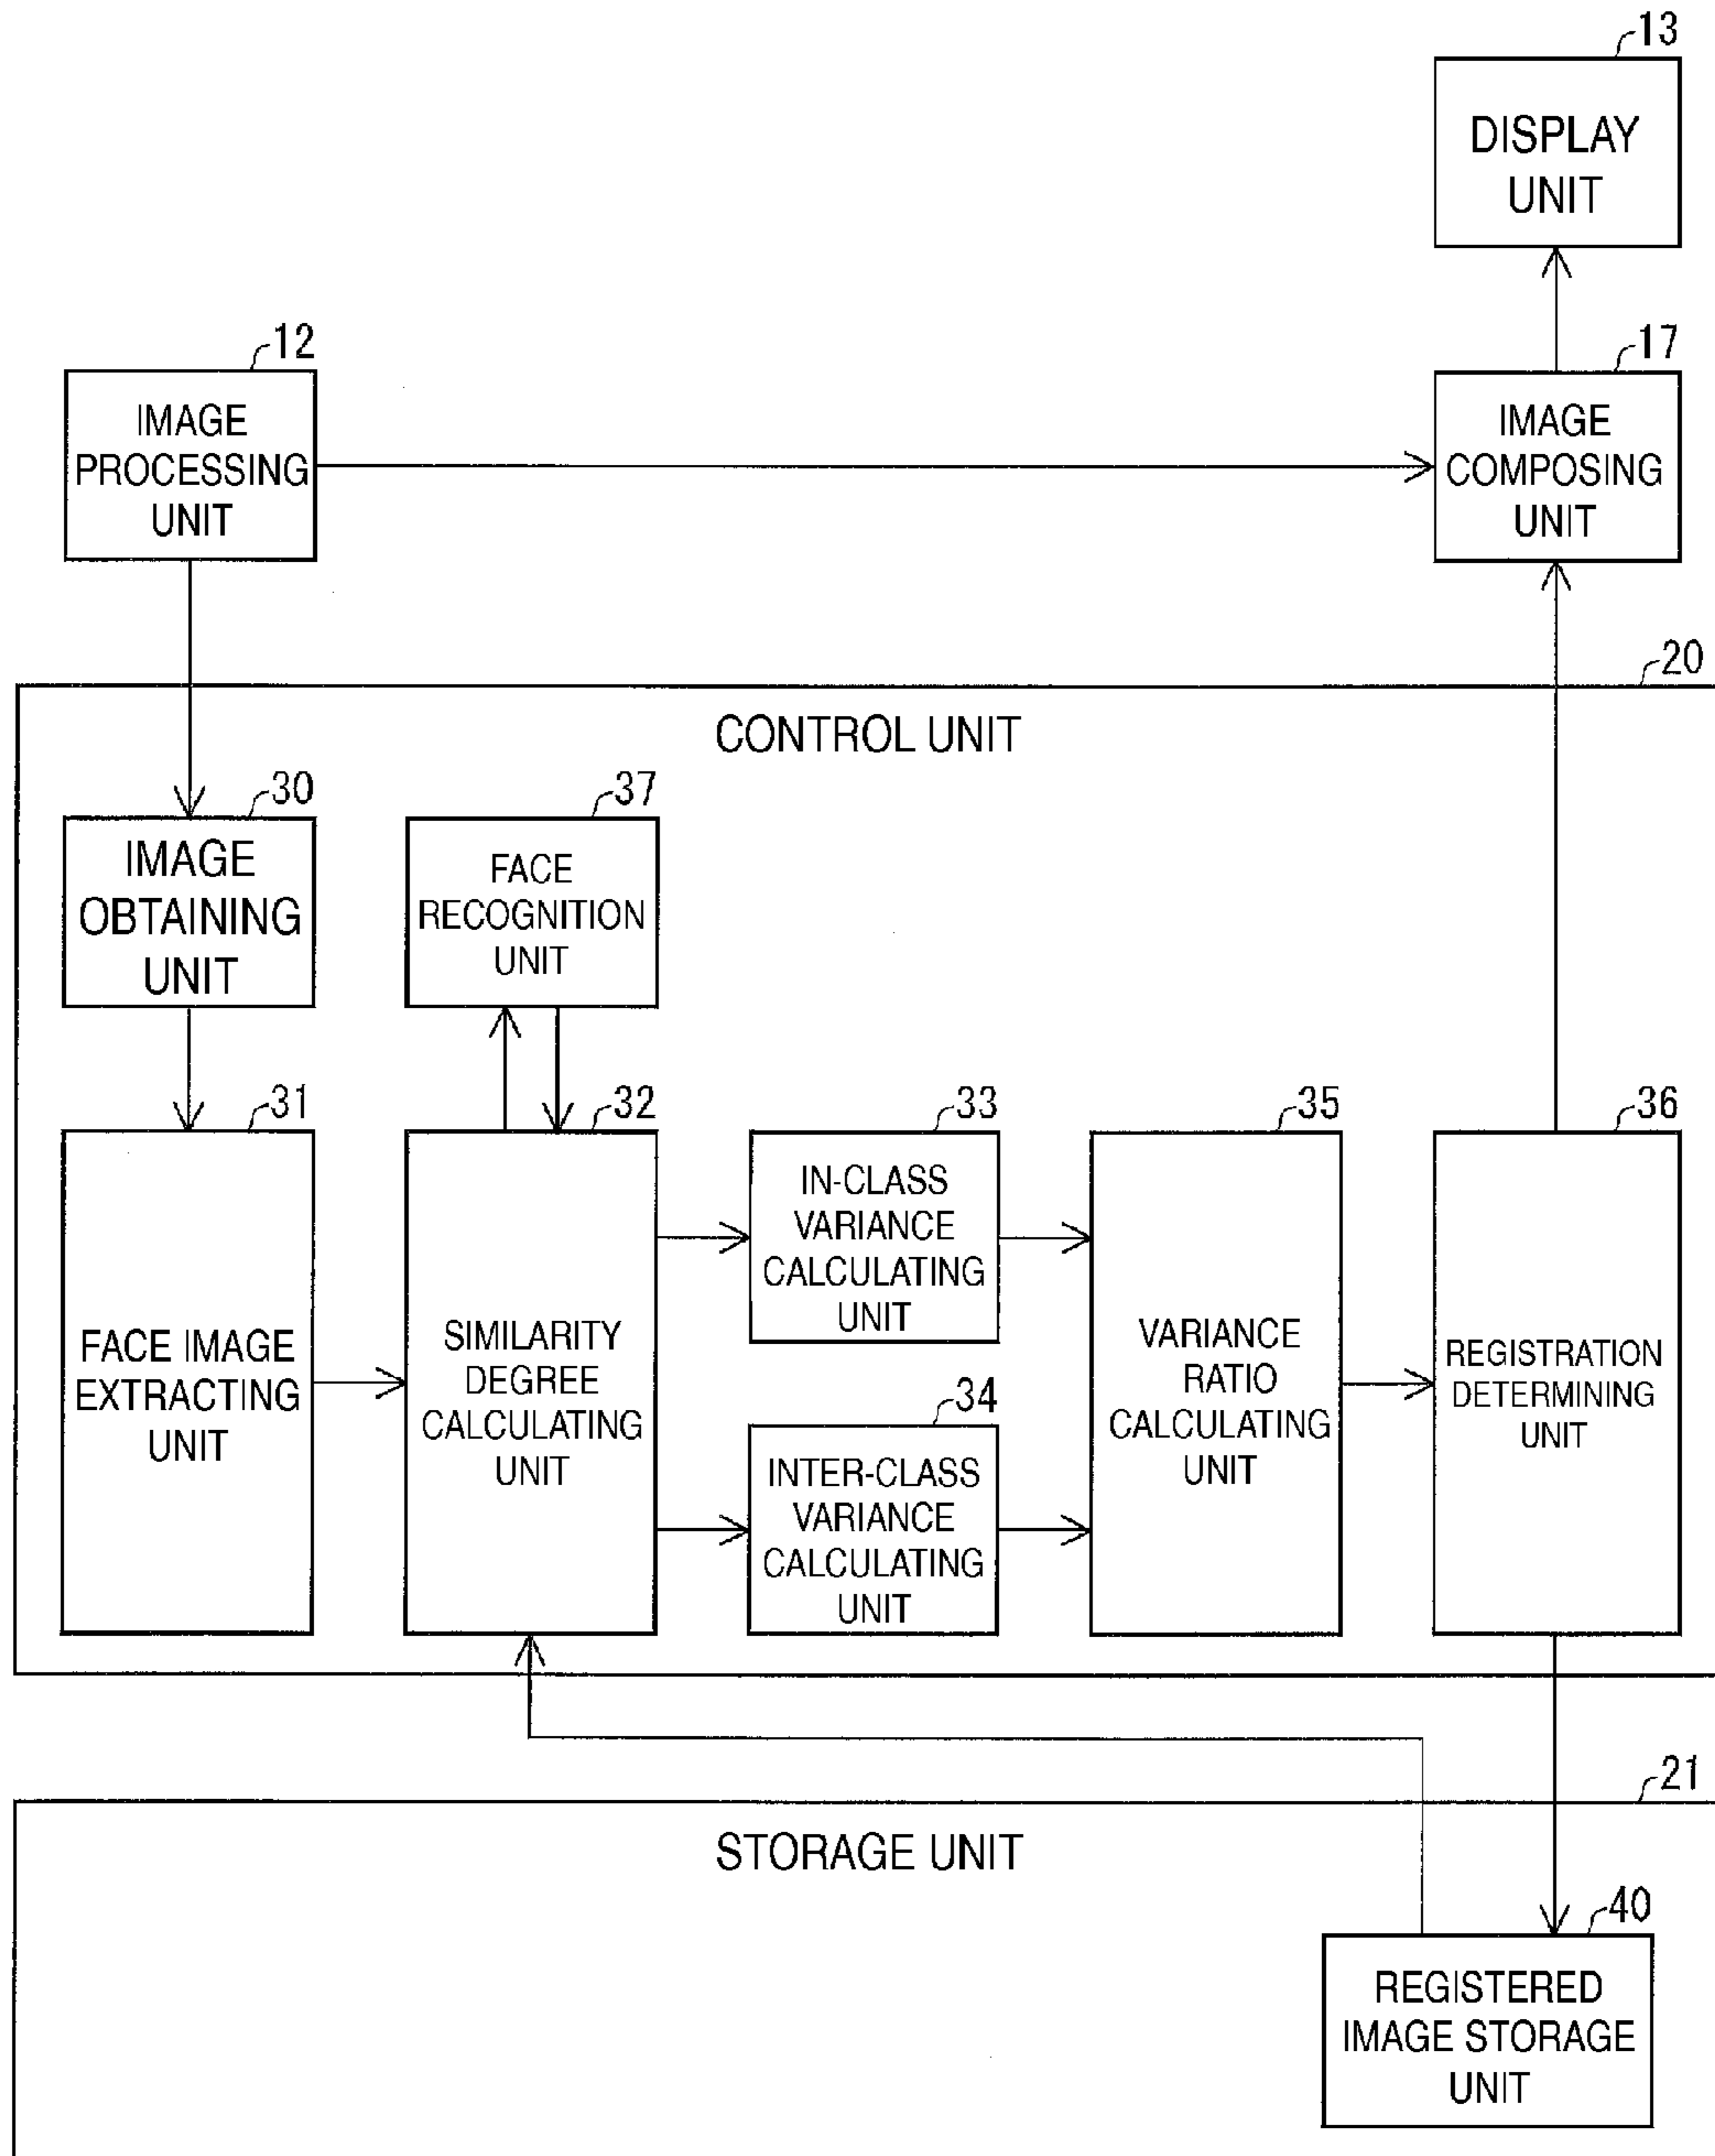 13
DISPLAY
UNIT
12
IMAGE
PROCESSING
UNIT
17
IMAGE
COMPOSING
UNIT
20
CONTROL UNIT
30
IMAGE
OBTAINING
UNIT
37
FACE
RECOGNITION
UNIT
31
FACE IMAGE
EXTRACTING
UNIT
32
SIMILARITY
DEGREE
CALCULATING
UNIT
33
IN-CLASS
VARIANCE
CALCULATING
UNIT
34
INTER-CLASS
VARIANCE
CALCULATING
UNIT
35
VARIANCE
RATIO
CALCULATING
UNIT
36
REGISTRATION
DETERMINING
UNIT
21
STORAGE UNIT
40
REGISTERED
IMAGE STORAGE
UNIT